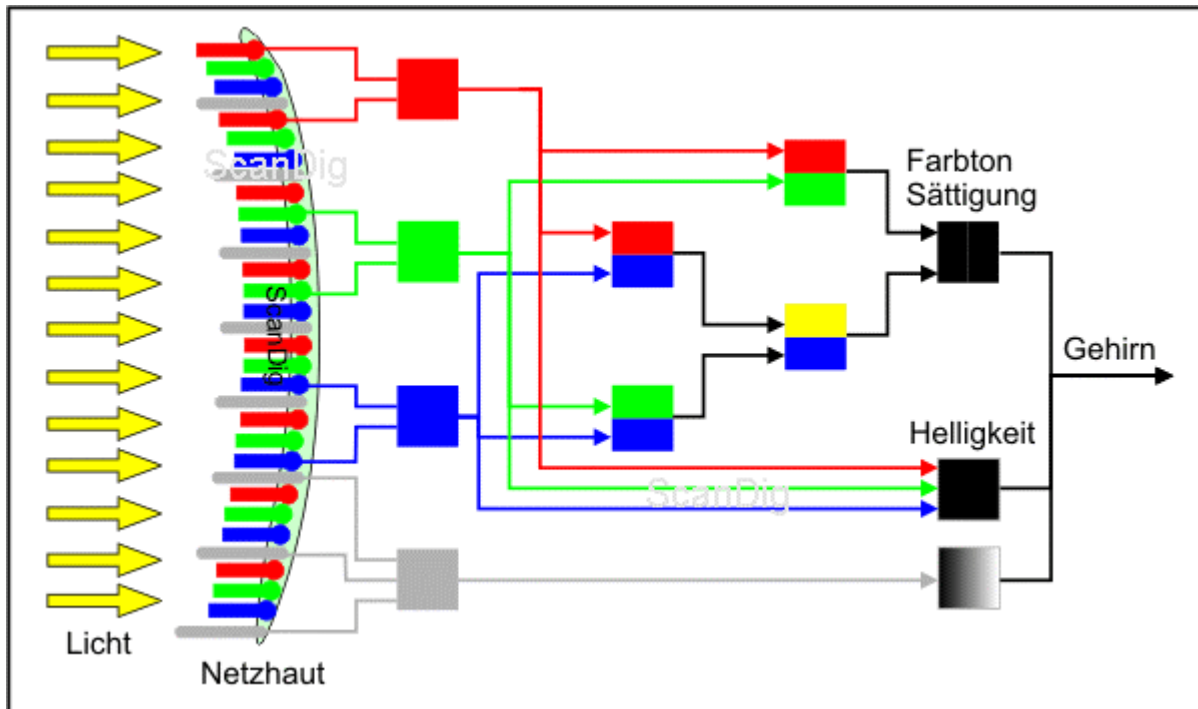 ScanDig
ScanDig
Farbton
Sättigung
Gehirn
Helligkeit
ScanDig
Licht
Netzhaut